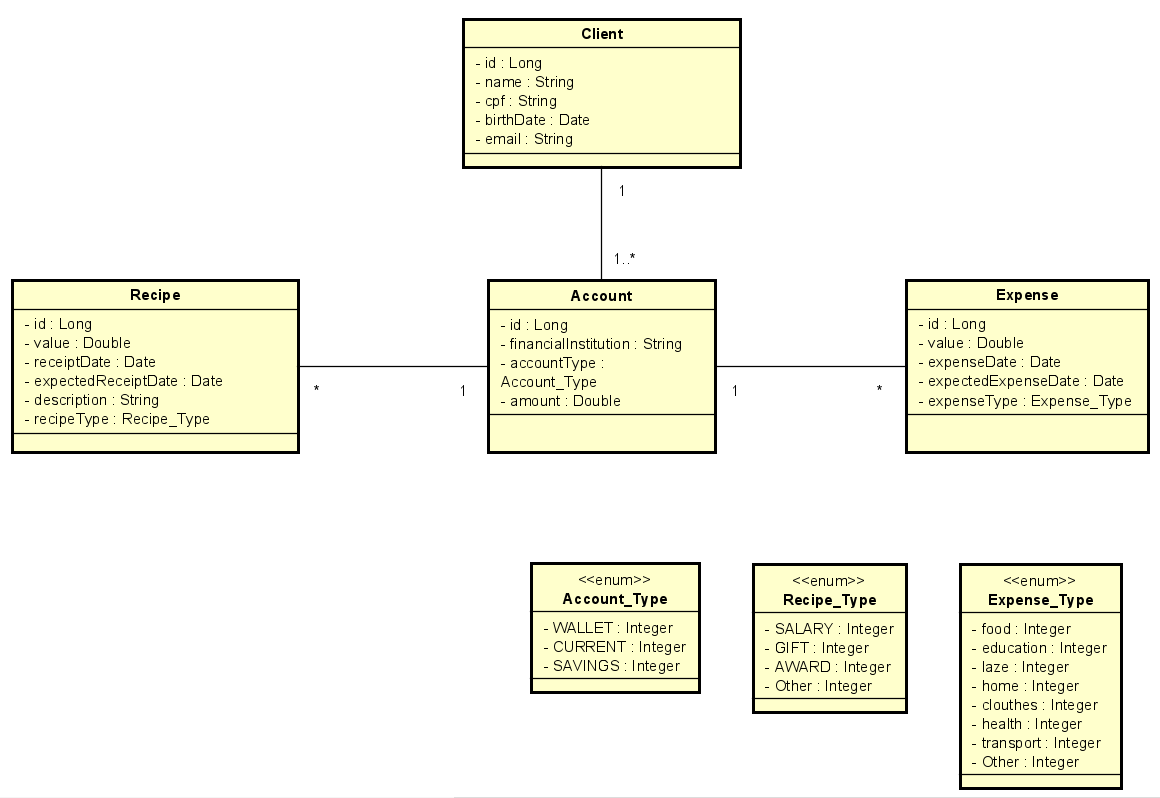 Client
- id : Long
- name : String
- cpf : String
- birthDate : Date
- email : String
1
1..*
Recipe
- id : Long
- value : Double
- receiptDate : Date
- expectedReceiptDate : Date
- description : String
- recipeType : Recipe_Type
*
1
Account
- id : Long
- financialInstitution : String
- accountType :
Account_Type
- amount : Double
1
*
Expense
- id : Long
- value : Double
- expenseDate : Date
- expectedExpenseDate : Date
- expenseType : Expense_Type
<<enum>>
Account_Type
- WALLET : Integer
- CURRENT : Integer
- SAVINGS : Integer
<<enum>>
Recipe_Type
- SALARY : Integer
- GIFT : Integer
- AWARD : Integer
- Other : Integer
<<enum>>
Expense_Type
- food : Integer
- education : Integer
- laze : Integer
- home : Integer
- clouthes : Integer
- health : Integer
- transport : Integer
- Other : Integer